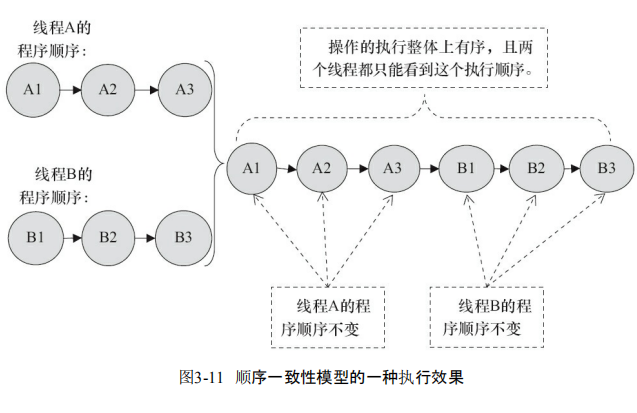 线程A的
程序顺序：
A1 A2 A3
线程B的
程序顺序：
B1 B2 B3
操作的执行整体上有序，且两
个线程都只能看到这个执行顺序。
A1 A2 A3 B1 B2 B3
线程A的程
序顺序不变
线程B的程
序顺序不变
图3-11 顺序一致性模型的一种执行效果